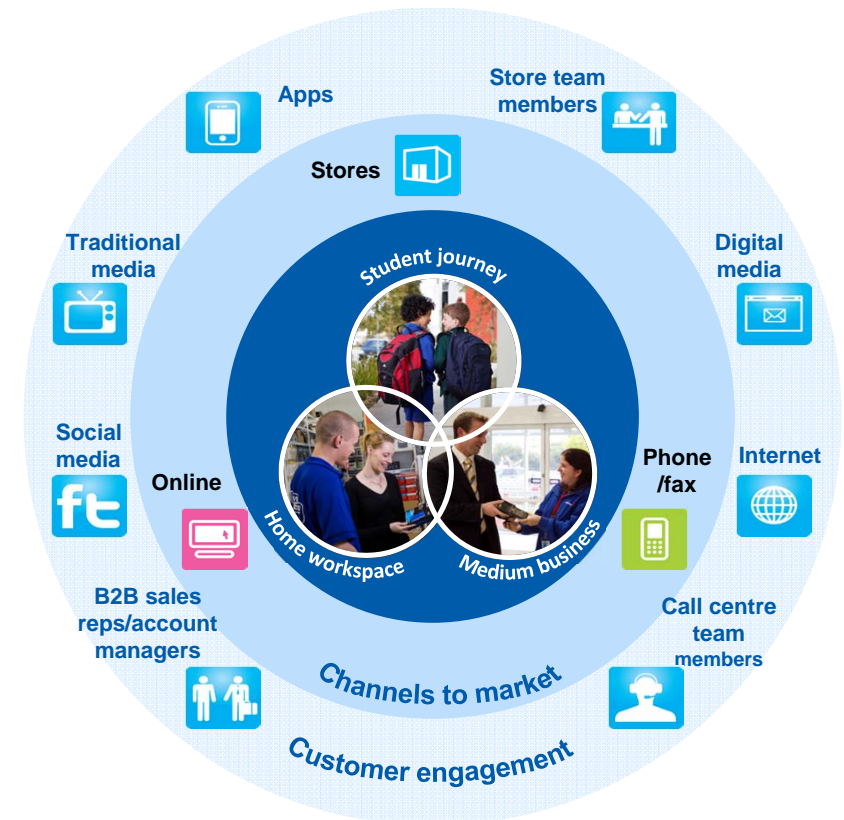 Apps
Store team
members
Stores
Traditional
media
Digital
media
Student journey
Social
media
Online
Phone
/fax
Internet
Home workspace
Medium business
B2B sales
reps/account
managers
Call centre
team
members
Channels to market
Customer engagement